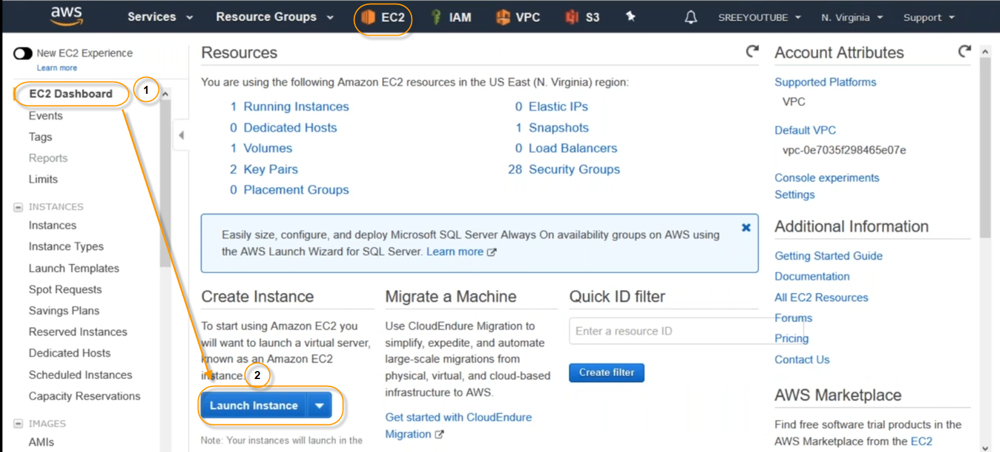 aws Services Resource Groups EC2 IAM VPC S3 SREEYOUTUBE N. Virginia Support
New EC2 Experience
Learn more
EC2 Dashboard 1
Events
Tags
Reports
Limits
INSTANCES
Instances
Instance Types
Launch Templates
Spot Requests
Savings Plans
Reserved Instances
Dedicated Hosts
Scheduled Instances
Capacity Reservations
IMAGES
AMIs
Resources
You are using the following Amazon EC2 resources in the US East (N. Virginia) region:
1 Running Instances
0 Dedicated Hosts
1 Volumes
2 Key Pairs
0 Placement Groups
0 Elastic IPs
1 Snapshots
0 Load Balancers
28 Security Groups
Easily size, configure, and deploy Microsoft SQL Server Always On availability groups on AWS using
the AWS Launch Wizard for SQL Server. Learn more
Create Instance
To start using Amazon EC2 you
will want to launch a virtual server,
known as an Amazon EC2
instance. 2
Launch Instance
Note: Your instances will launch in the
Migrate a Machine
Use CloudEndure Migration to
simplify, expedite, and automate
large-scale migrations from
physical, virtual, and cloud-based
infrastructure to AWS.
Get started with CloudEndure
Migration
Quick ID filter
Enter a resource ID
Create filter
Account Attributes
Supported Platforms
VPC
Default VPC
vpc-0e7035f298465e07e
Console experiments
Settings
Additional Information
Getting Started Guide
Documentation
All EC2 Resources
Forums
Pricing
Contact Us
AWS Marketplace
Find free software trial products in the
AWS Marketplace from the EC2